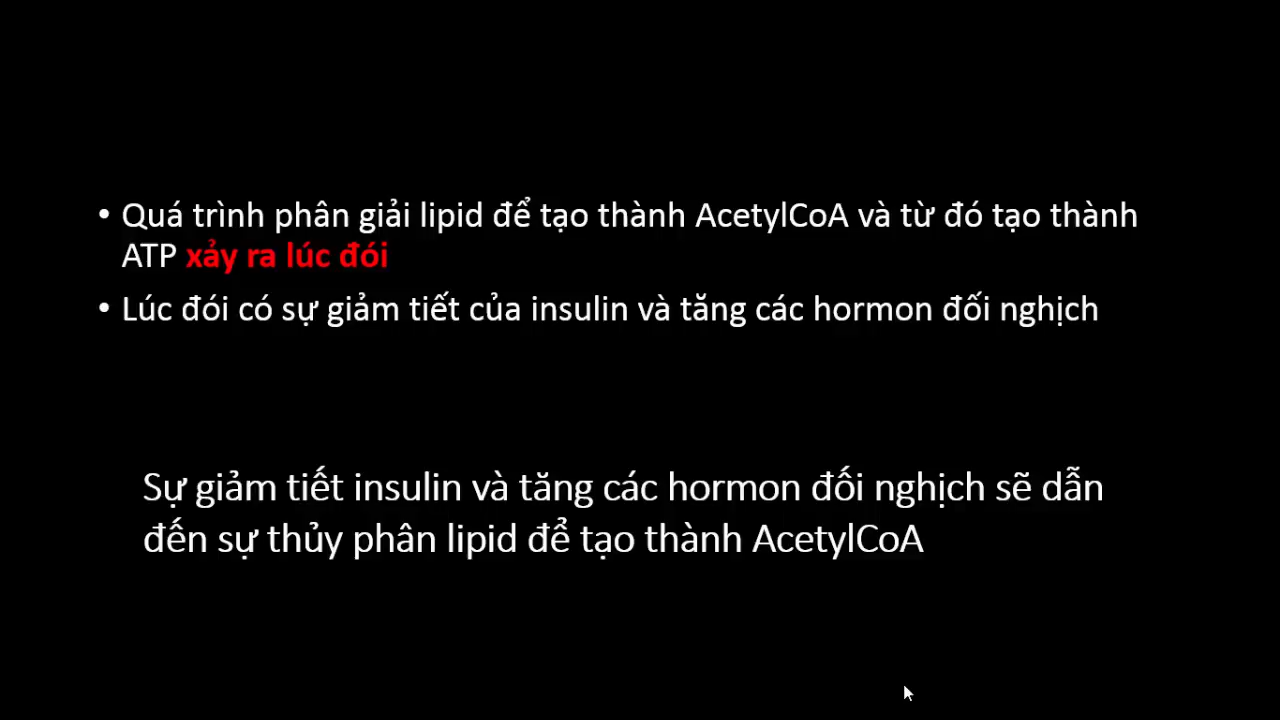 • Quá trình phân giải lipid để tạo thành AcetylCoA và từ đó tạo thành
ATP xảy ra lúc đói
• Lúc đói có sự giảm tiết của insulin và tăng các hormon đối nghịch
Sự giảm tiết insulin và tăng các hormon đối nghịch sẽ dẫn
đến sự thủy phân lipid để tạo thành AcetylCoA